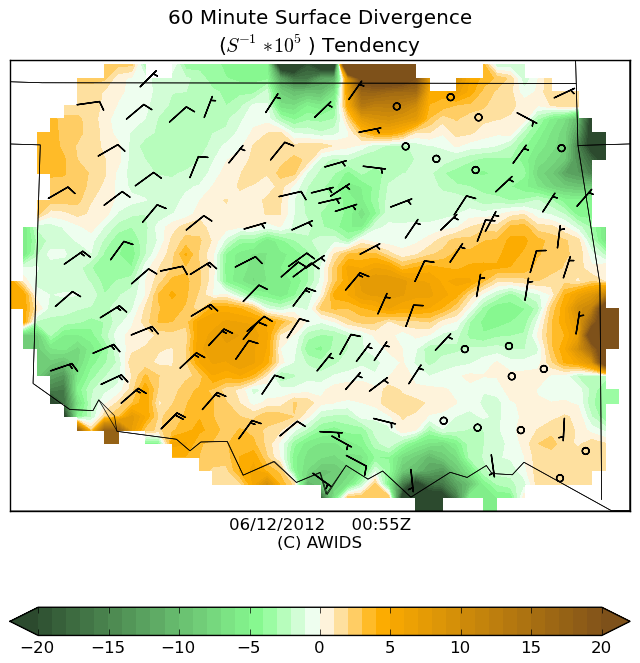 60 Minute Surface Divergence
(S⁻¹ * 10⁵ ) Tendency
06/12/2012 00:55Z
(C) AWIDS
−20 −15 −10 −5 0 5 10 15 20